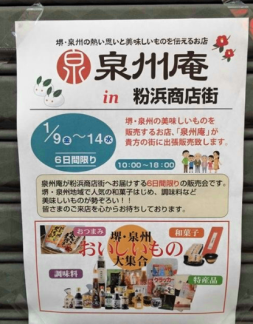 堺・泉州の熱い思いと美味しいものを伝えるお店
泉 泉州庵
in 粉浜商店街
1/9金～14水
6日間限り
堺・泉州の美味しいものを
販売するお店、「泉州庵」が
貴方の街に出張販売致します。
10:00～18:00
泉州庵が粉浜商店街へお届けする6日間限りの販売会です。
堺・泉州地域で人気の和菓子はじめ、調味料など
美味しいものが勢ぞろい！！
皆さまのご来店を心からお待ちしております。
おつまみ
堺・泉州
和菓子
おいしいもの
大集合
調味料
特産品